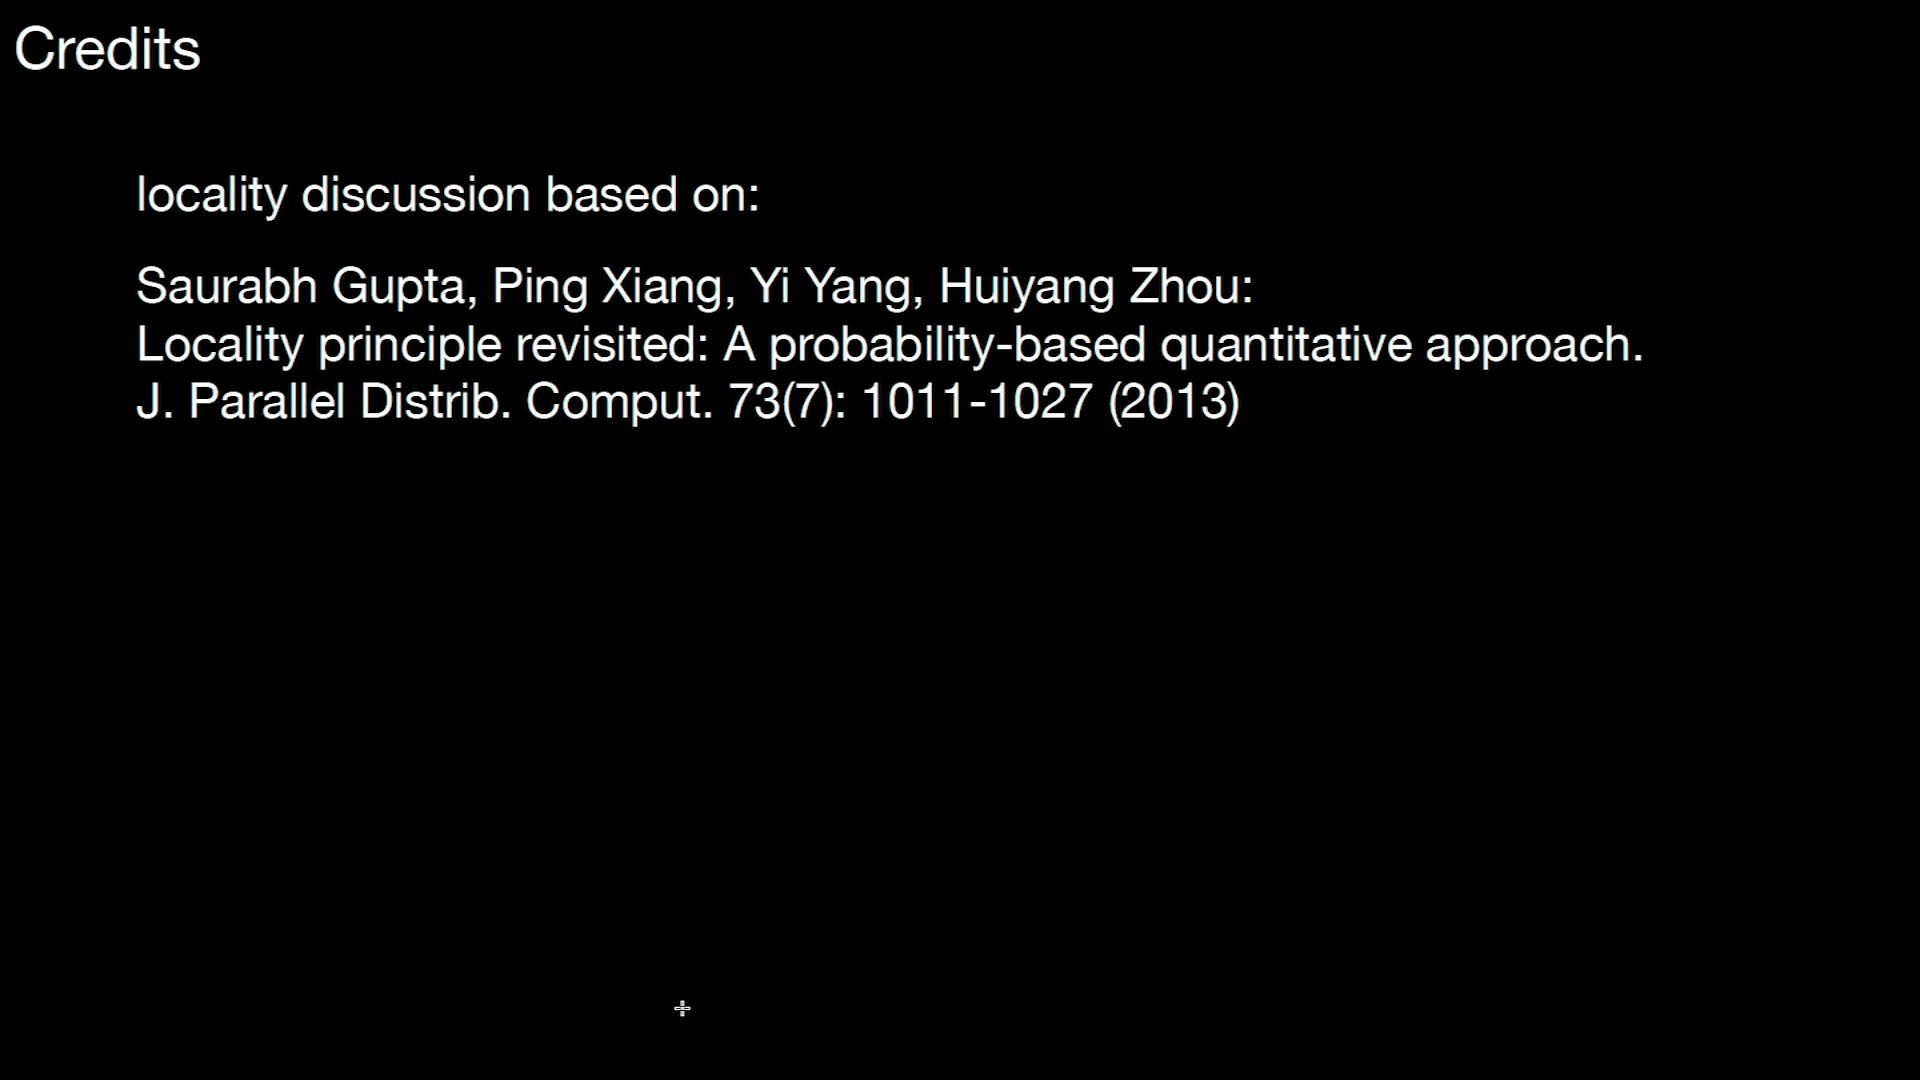 Credits
locality discussion based on:
Saurabh Gupta, Ping Xiang, Yi Yang, Huiyang Zhou:
Locality principle revisited: A probability-based quantitative approach.
J. Parallel Distrib. Comput. 73(7): 1011-1027 (2013)